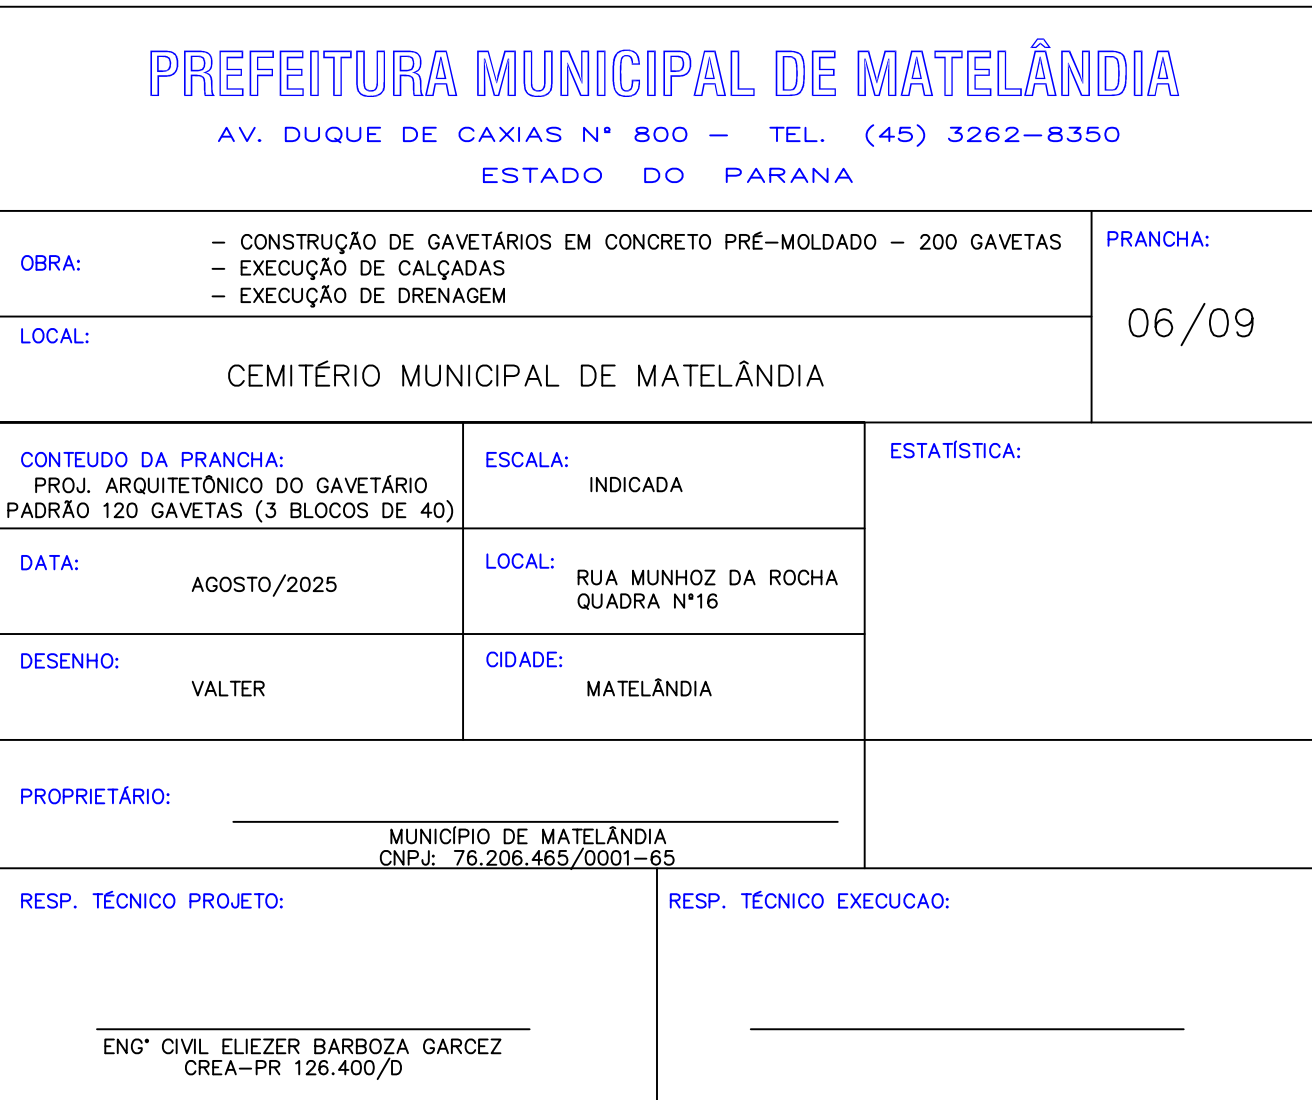 PREFEITURA MUNICIPAL DE MATELÂNDIA
AV. DUQUE DE CAXIAS Nº 800 – TEL. (45) 3262–8350
ESTADO DO PARANA
OBRA:
– CONSTRUÇÃO DE GAVETÁRIOS EM CONCRETO PRÉ–MOLDADO – 200 GAVETAS
– EXECUÇÃO DE CALÇADAS
– EXECUÇÃO DE DRENAGEM
PRANCHA:
06/09
LOCAL:
CEMITÉRIO MUNICIPAL DE MATELÂNDIA
CONTEUDO DA PRANCHA:
PROJ. ARQUITETÔNICO DO GAVETÁRIO
PADRÃO 120 GAVETAS (3 BLOCOS DE 40)
ESCALA:
INDICADA
ESTATÍSTICA:
DATA:
AGOSTO/2025
LOCAL:
RUA MUNHOZ DA ROCHA
QUADRA Nº16
DESENHO:
VALTER
CIDADE:
MATELÂNDIA
PROPRIETÁRIO:
MUNICÍPIO DE MATELÂNDIA
CNPJ: 76.206.465/0001–65
RESP. TÉCNICO PROJETO:
ENG° CIVIL ELIEZER BARBOZA GARCEZ
CREA–PR 126.400/D
RESP. TÉCNICO EXECUCAO: